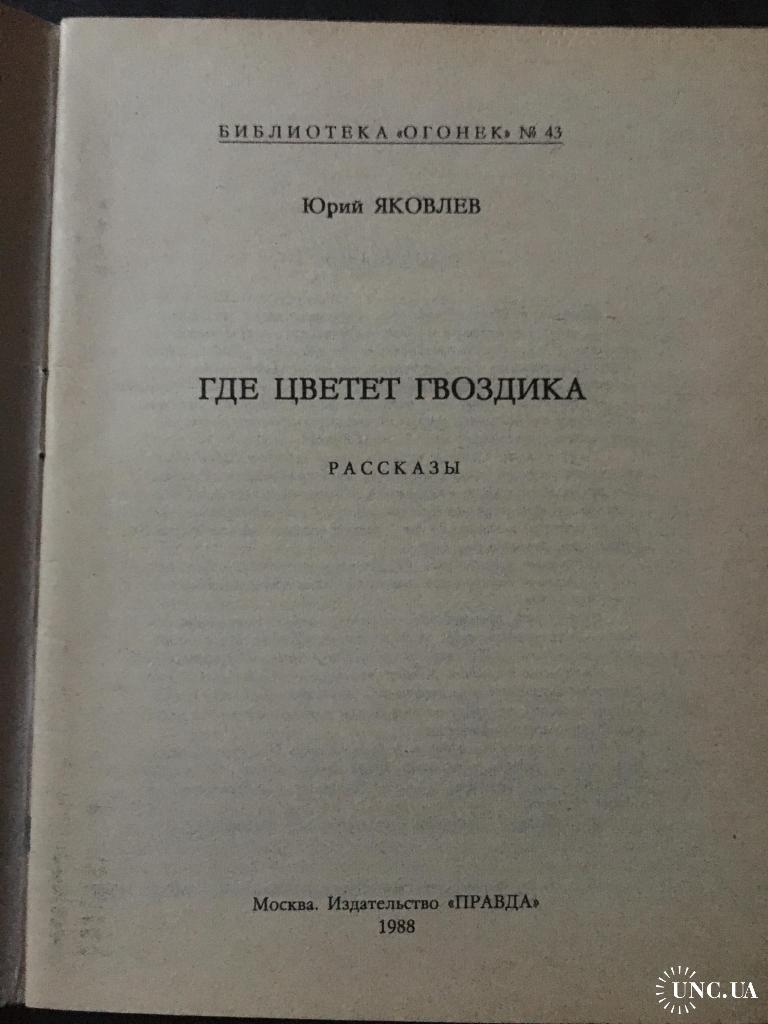 БИБЛИОТЕКА «ОГОНЕК» № 43
Юрий ЯКОВЛЕВ
ГДЕ ЦВЕТЕТ ГВОЗДИКА
РАССКАЗЫ
Москва. Издательство «ПРАВДА»
1988
UNC.UA